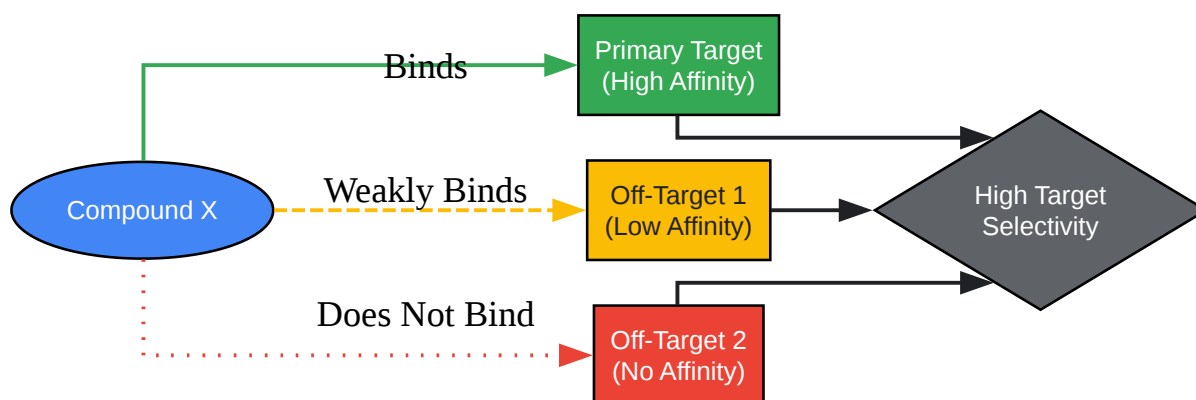 Binds
Primary Target
(High Affinity)
Compound X
Weakly Binds
Off-Target 1
(Low Affinity)
High Target
Selectivity
Does Not Bind
Off-Target 2
(No Affinity)